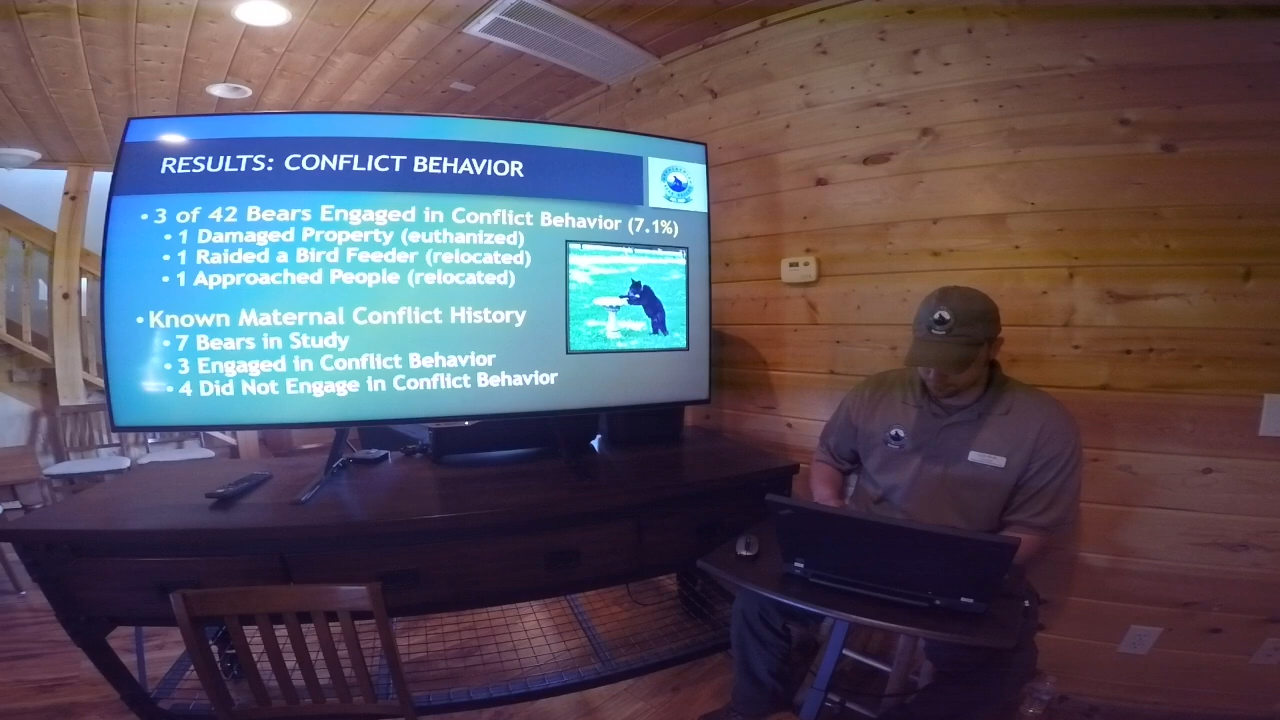 RESULTS: CONFLICT BEHAVIOR
• 3 of 42 Bears Engaged in Conflict Behavior (7.1%)
• 1 Damaged Property (euthanized)
• 1 Raided a Bird Feeder (relocated)
• 1 Approached People (relocated)
• Known Maternal Conflict History
• 7 Bears in Study
• 3 Engaged in Conflict Behavior
• 4 Did Not Engage in Conflict Behavior